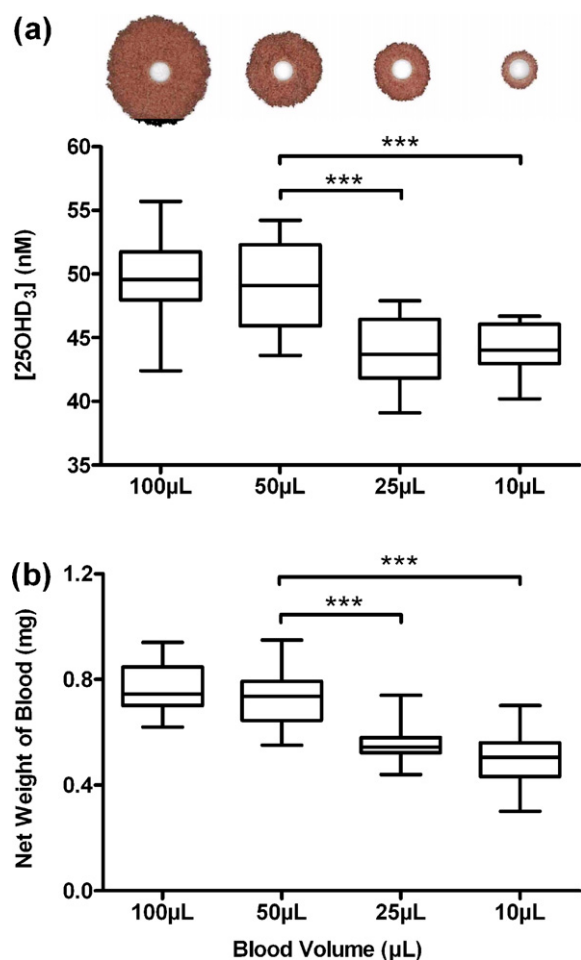 (a)
60
***
55
***
50
45
40
35
[25OHD₃] (nM)
100µL 50µL 25µL 10µL
(b)
1.2
***
***
0.8
0.4
0.0
Net Weight of Blood (mg)
100µL 50µL 25µL 10µL
Blood Volume (µL)